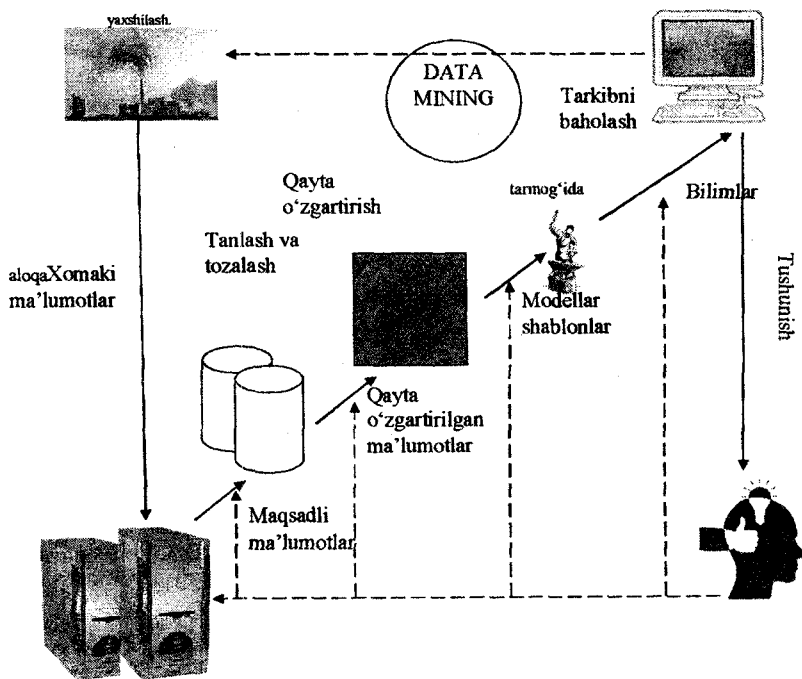 yaxshilash.
DATA
MINING
Tarkibni
baholash
Qayta
o‘zgartirish
tarmog‘ida
Bilimlar
Tanlash va
tozalash
aloqaXomaki
ma’lumotlar
Tushunish
Modellar
shablonlar
Qayta
o‘zgartirilgan
ma’lumotlar
Maqsadli
ma’lumotlar